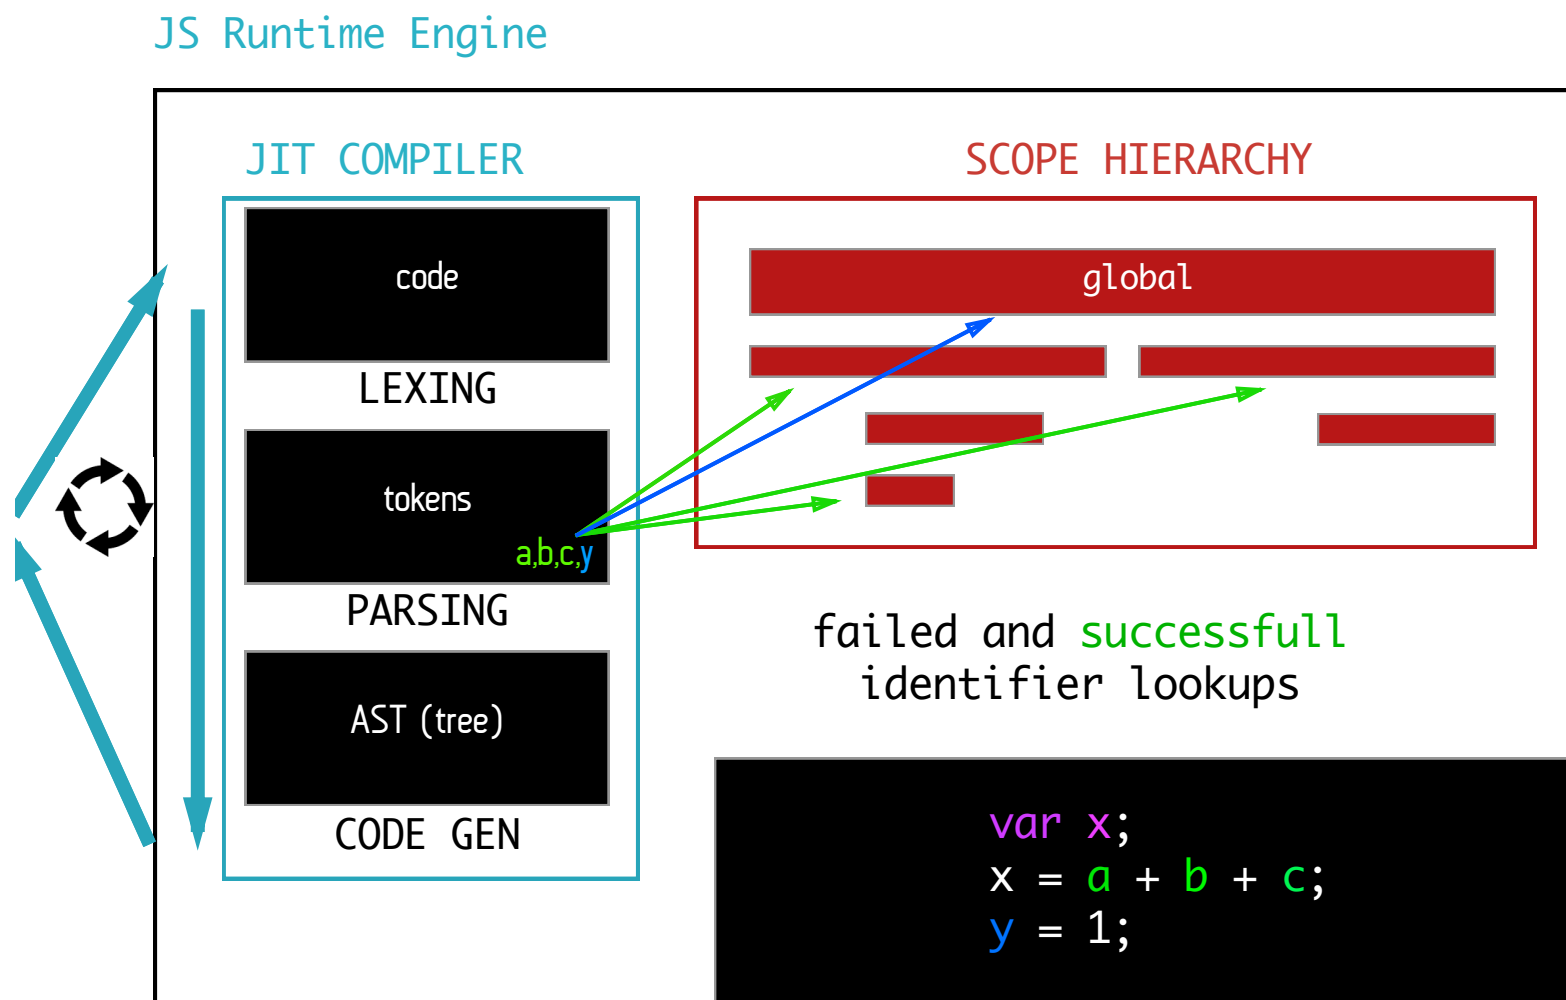 JS Runtime Engine
JIT COMPILER
code
LEXING
tokens
a,b,c,y
PARSING
AST (tree)
CODE GEN
SCOPE HIERARCHY
global
failed and successfull
identifier lookups
var x;
x = a + b + c;
y = 1;